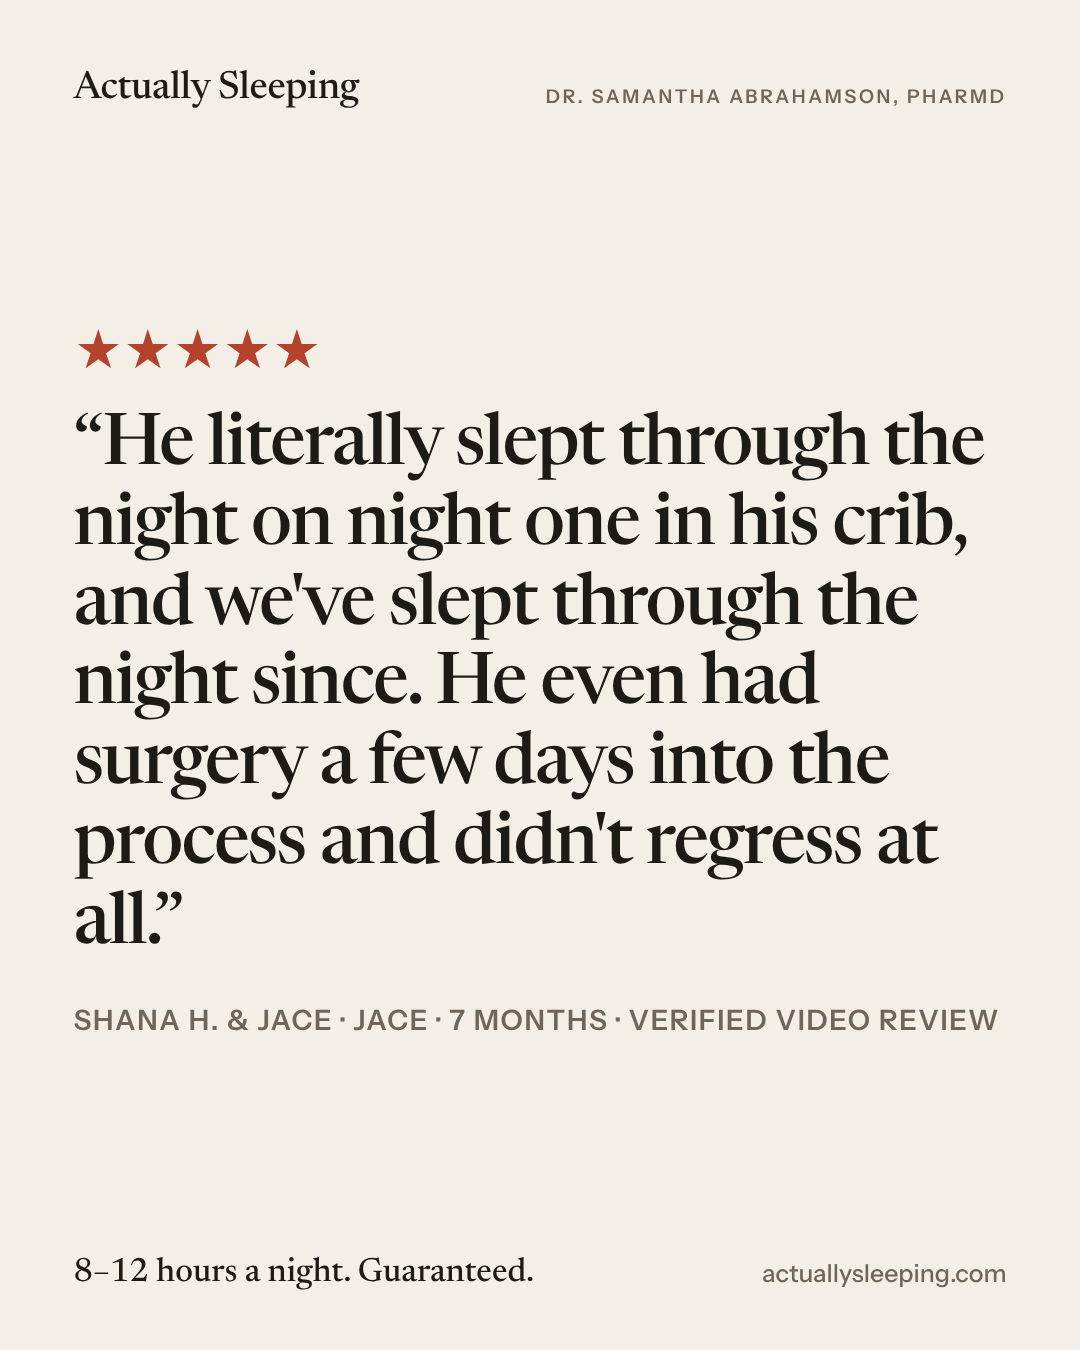 Actually Sleeping
DR. SAMANTHA ABRAHAMSON, PHARMD
★★★★★
“He literally slept through the
night on night one in his crib,
and we've slept through the
night since. He even had
surgery a few days into the
process and didn't regress at
all.”
SHANA H. & JACE · JACE · 7 MONTHS · VERIFIED VIDEO REVIEW
8–12 hours a night. Guaranteed.
actuallysleeping.com